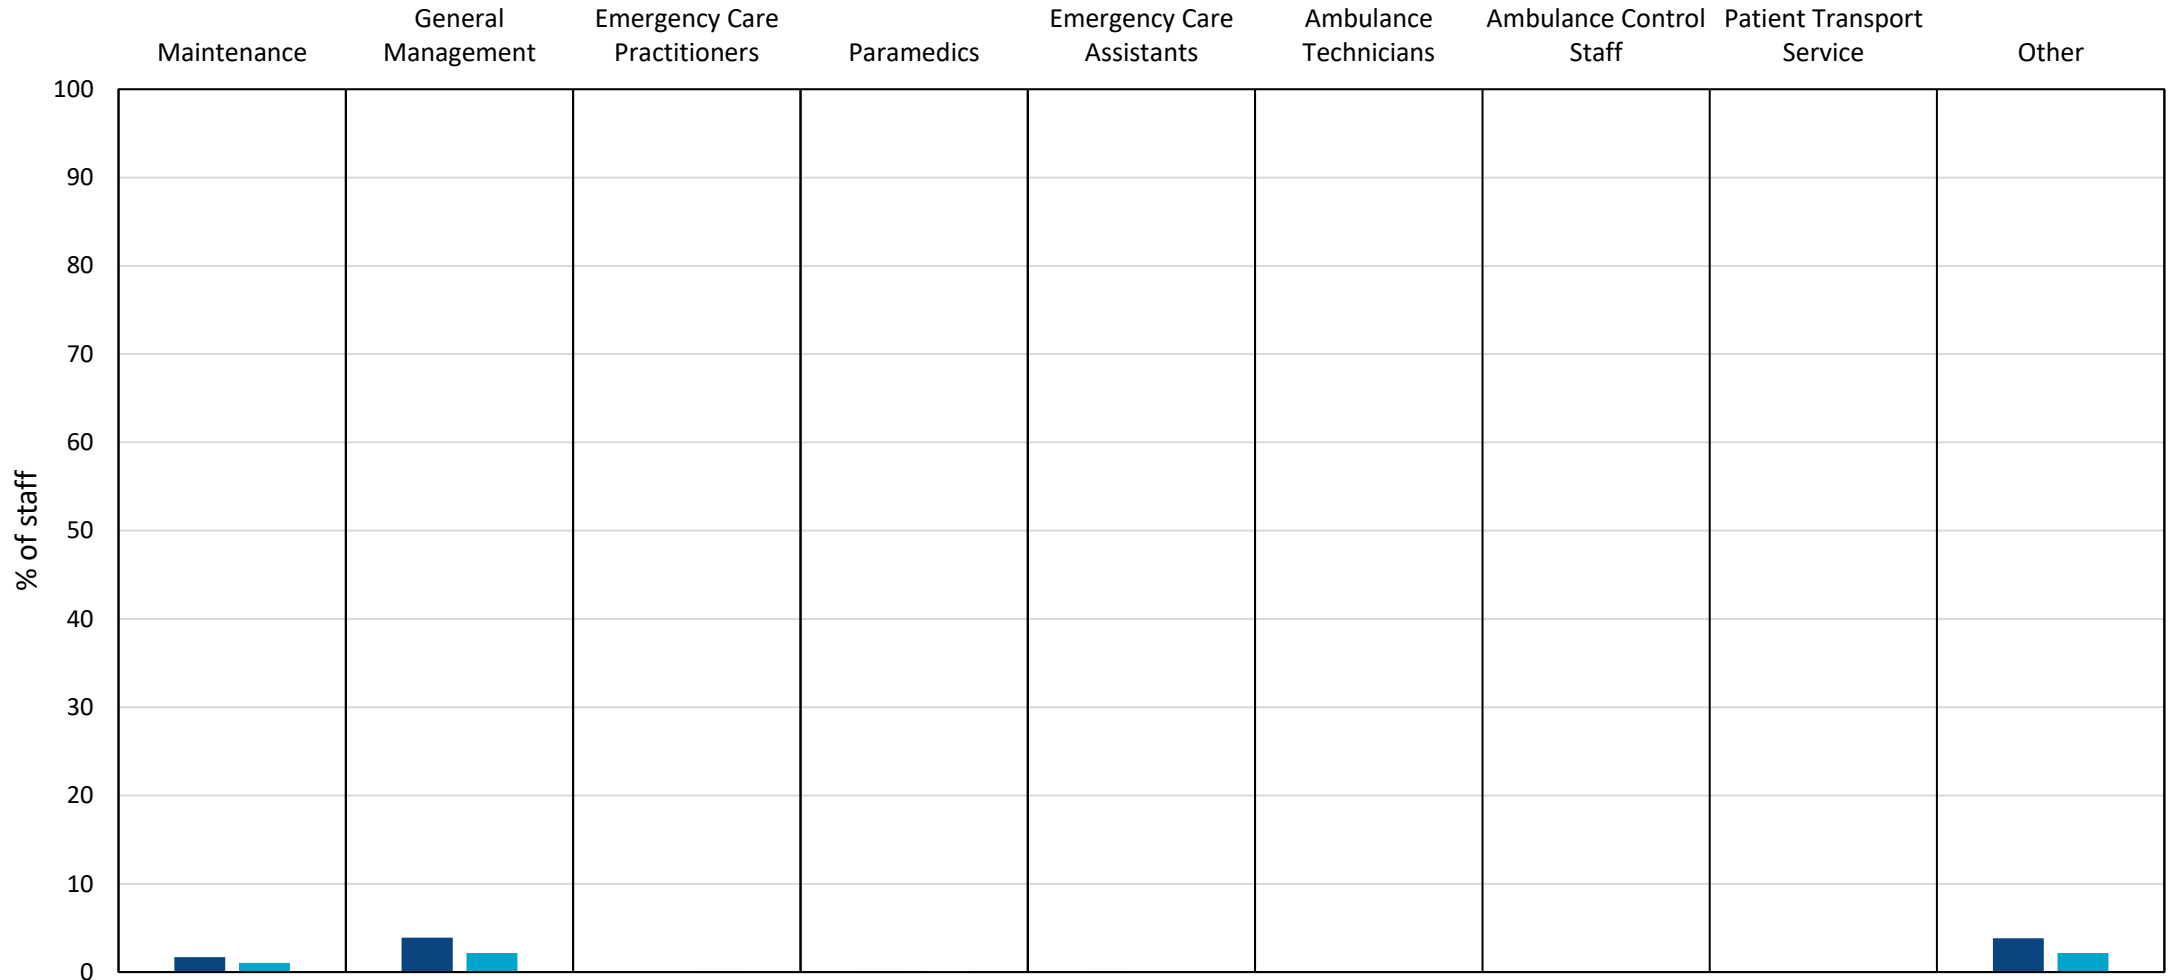 Maintenance
General
Management
Emergency Care
Practitioners
Paramedics
Emergency Care
Assistants
Ambulance
Technicians
Ambulance Control
Staff
Patient Transport
Service
Other
100
90
80
70
60
50
40
30
20
10
0
% of staff